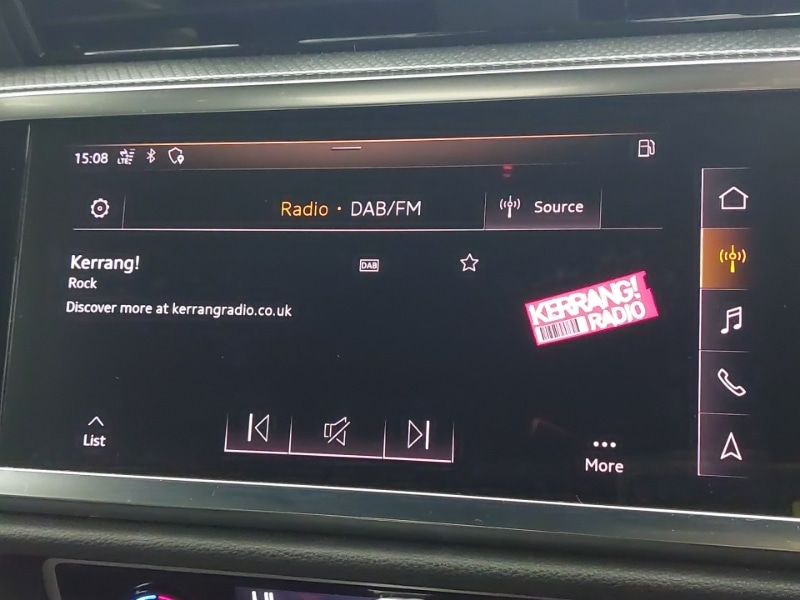 15:08 LTE
Radio · DAB/FM
Source
Kerrang!
DAB
Rock
Discover more at kerrangradio.co.uk
KERRANG!
RADIO
List
More